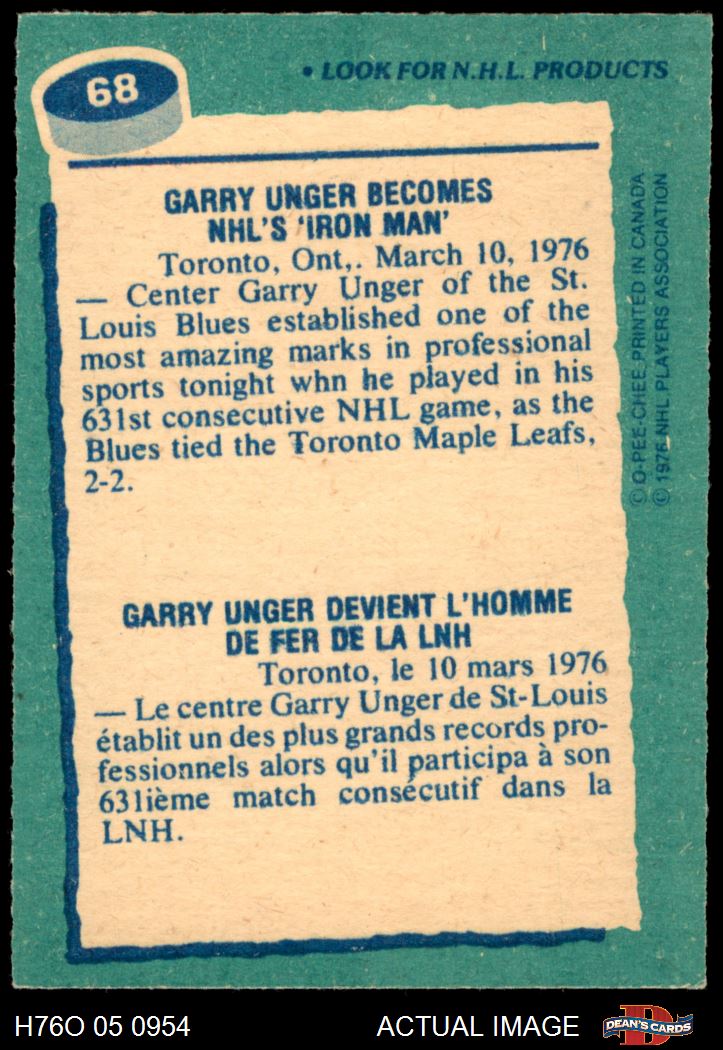 68
• LOOK FOR N.H.L. PRODUCTS
GARRY UNGER BECOMES
NHL'S 'IRON MAN'
Toronto, Ont,. March 10, 1976
— Center Garry Unger of the St.
Louis Blues established one of the
most amazing marks in professional
sports tonight whn he played in his
631st consecutive NHL game, as the
Blues tied the Toronto Maple Leafs,
2-2.
GARRY UNGER DEVIENT L'HOMME
DE FER DE LA LNH
Toronto, le 10 mars 1976
— Le centre Garry Unger de St-Louis
établit un des plus grands records pro-
fessionnels alors qu'il participa à son
631ième match consécutif dans la
LNH.
© O-PEE-CHEE PRINTED IN CANADA
© 1976 NHL PLAYERS ASSOCIATION
H76O 05 0954
ACTUAL IMAGE
D
DEAN'S CARDS